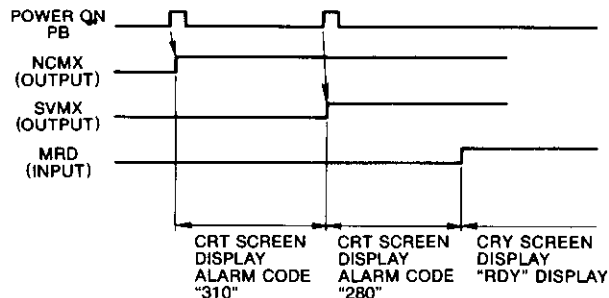 POWER ON
PB
NCMX
(OUTPUT)
SVMX
(OUTPUT)
MRD
(INPUT)
CRT SCREEN
DISPLAY
ALARM CODE
"310"
CRT SCREEN
DISPLAY
ALARM CODE
"280"
CRY SCREEN
DISPLAY
"RDY" DISPLAY